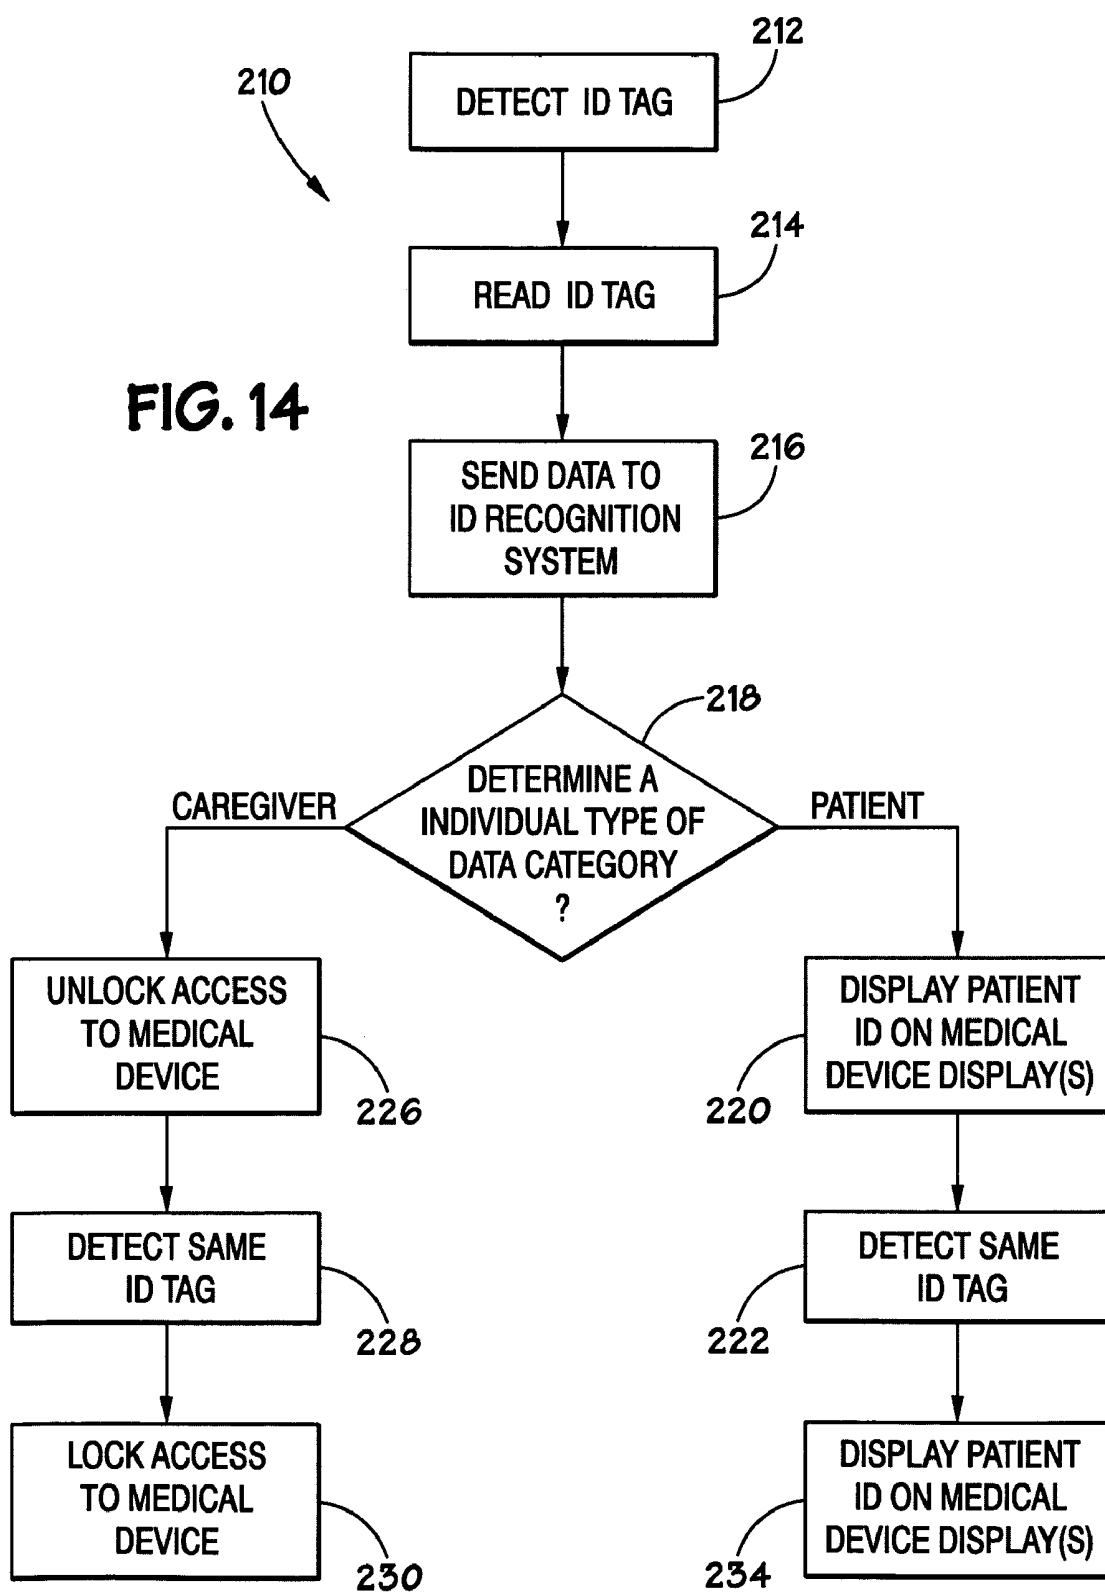 212
DETECT ID TAG
210
214
READ ID TAG
FIG. 14
216
SEND DATA TO
ID RECOGNITION
SYSTEM
218
DETERMINE A
INDIVIDUAL TYPE OF
DATA CATEGORY
?
CAREGIVER
PATIENT
UNLOCK ACCESS
TO MEDICAL
DEVICE
226
DISPLAY PATIENT
ID ON MEDICAL
DEVICE DISPLAY(S)
220
DETECT SAME
ID TAG
228
DETECT SAME
ID TAG
222
LOCK ACCESS
TO MEDICAL
DEVICE
230
DISPLAY PATIENT
ID ON MEDICAL
DEVICE DISPLAY(S)
234